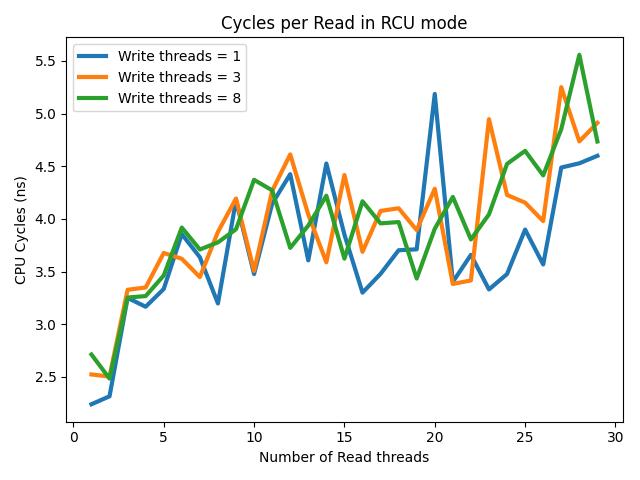 Cycles per Read in RCU mode
Write threads = 1
Write threads = 3
Write threads = 8
CPU Cycles (ns)
5.5
5.0
4.5
4.0
3.5
3.0
2.5
0 5 10 15 20 25 30
Number of Read threads